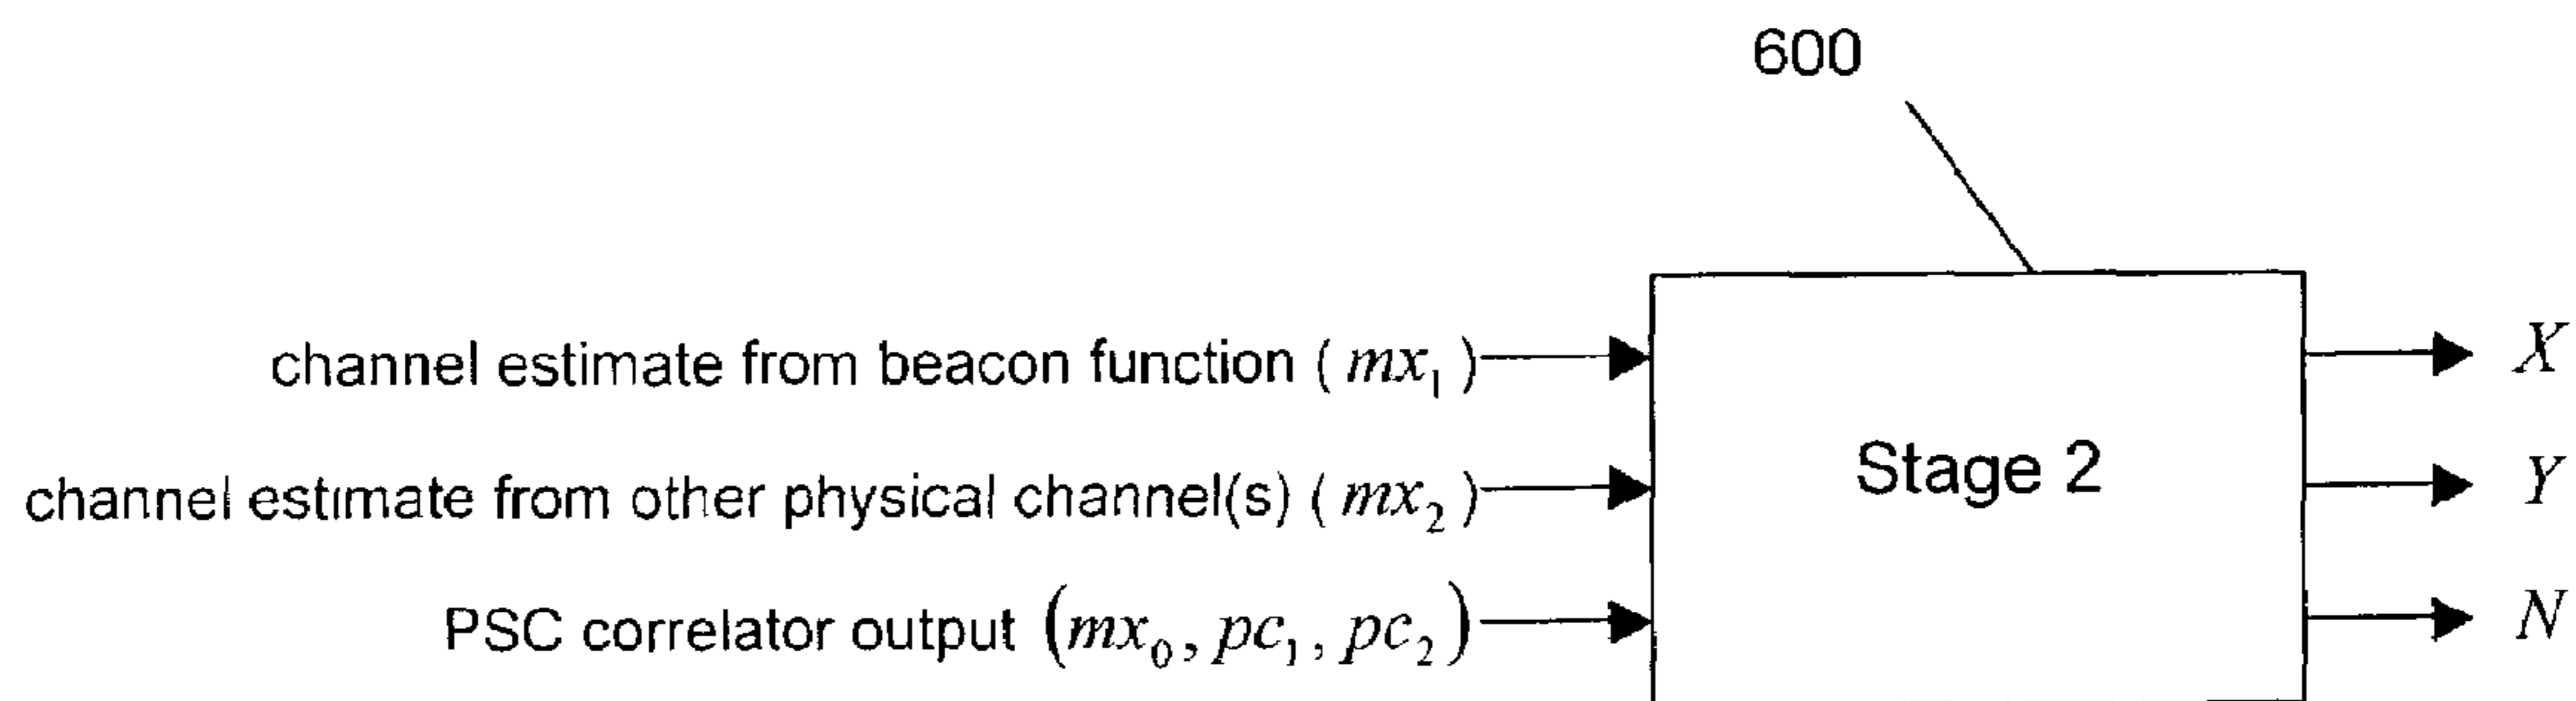 600
channel estimate from beacon function ( mx₁ )
X
channel estimate from other physical channel(s) ( mx₂ )
Stage 2
Y
PSC correlator output (mx₀, pc₁, pc₂)
N